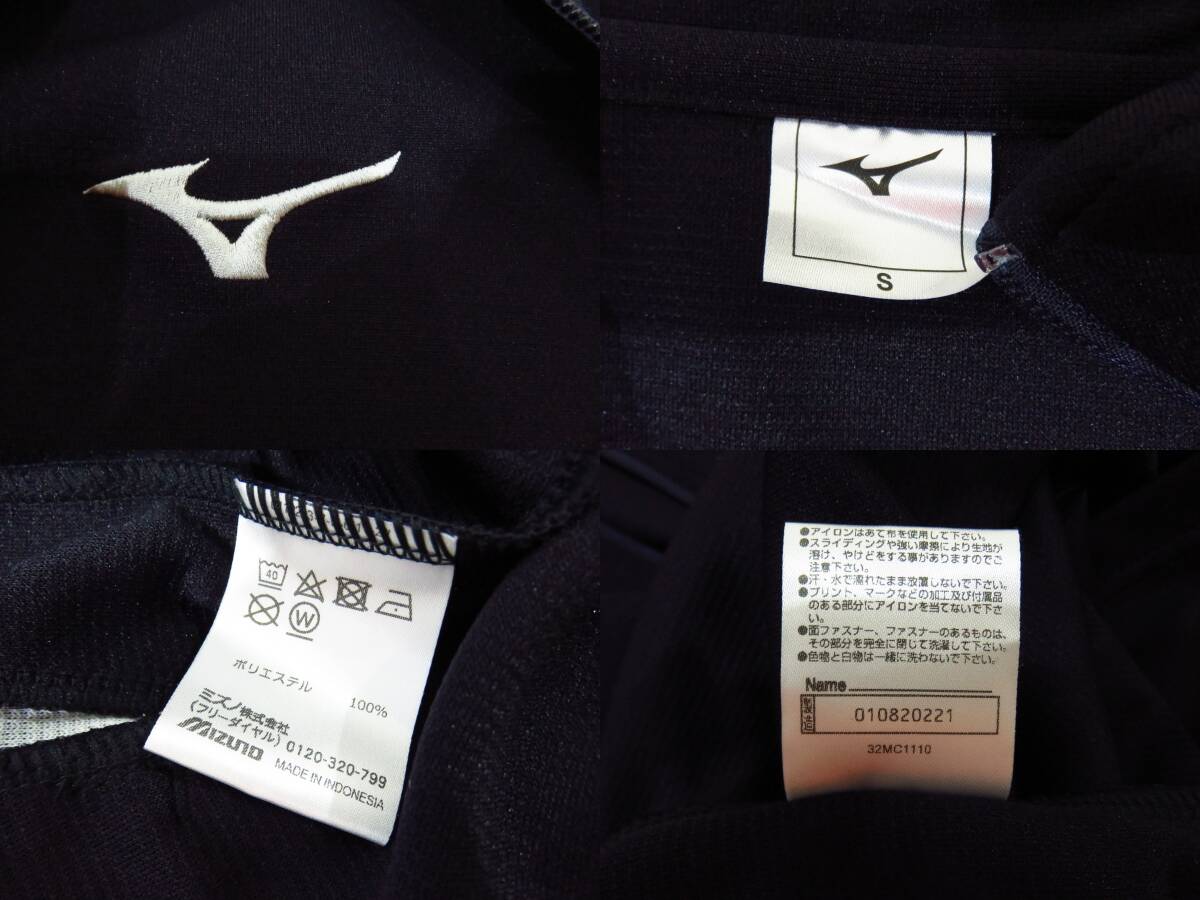 S
40
W
ポリエステル 100%
ミズノ株式会社
(フリーダイヤル) 0120-320-799
MIZUNO MADE IN INDONESIA
●アイロンはあて布を使用して下さい。
●スライディングや強い摩擦により生地が
溶け、やけどをする事がありますのでご
注意下さい。
●汗・水で濡れたまま放置しないで下さい。
●プリント、マークなどの加工及び付属品
のある部分にアイロンを当てないで下さ
い。
●面ファスナー、ファスナーのあるものは、
その部分を完全に閉じて洗濯して下さい。
●色物と白物は一緒に洗わないで下さい。
Name
製造 010820221
32MC1110